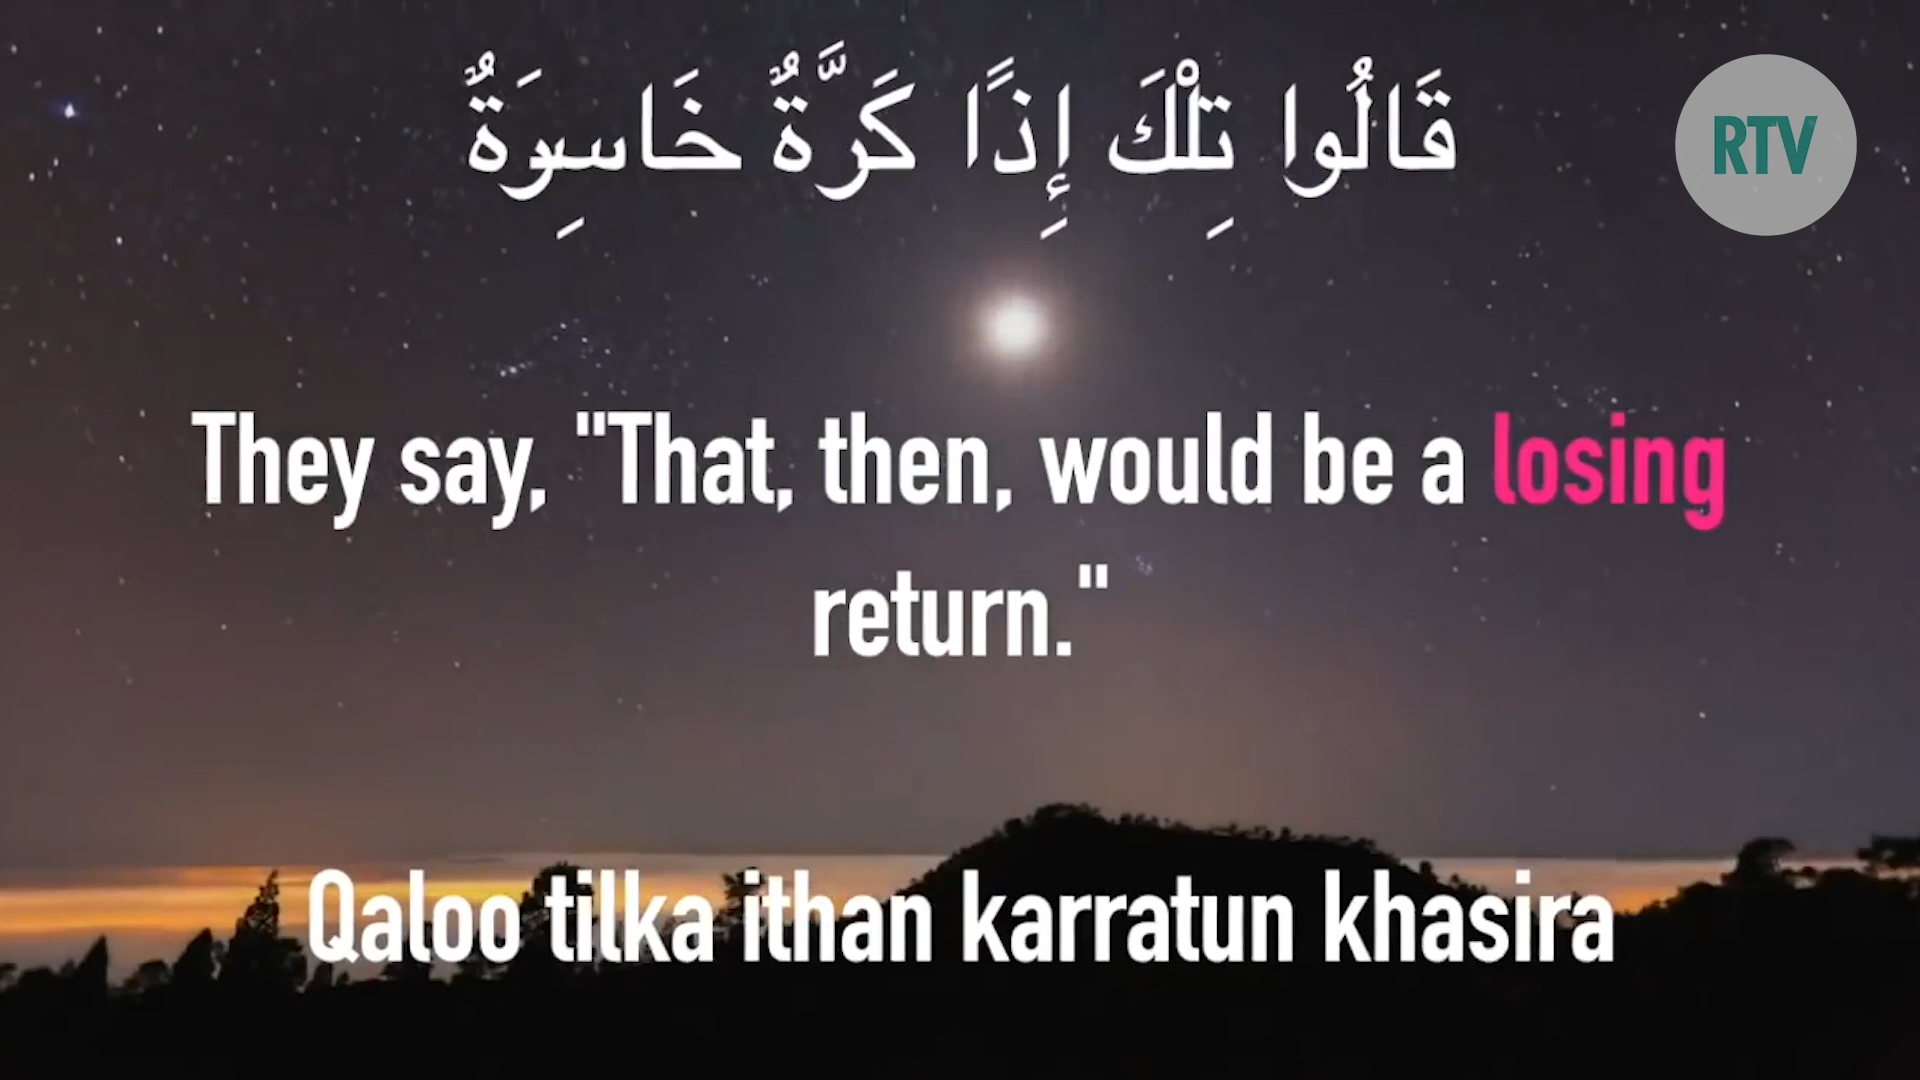 قَالُوا تِلْكَ إِذًا كَرَّةٌ خَاسِوَةٌ
RTV
They say, "That, then, would be a losing
return."
Qaloo tilka ithan karratun khasira